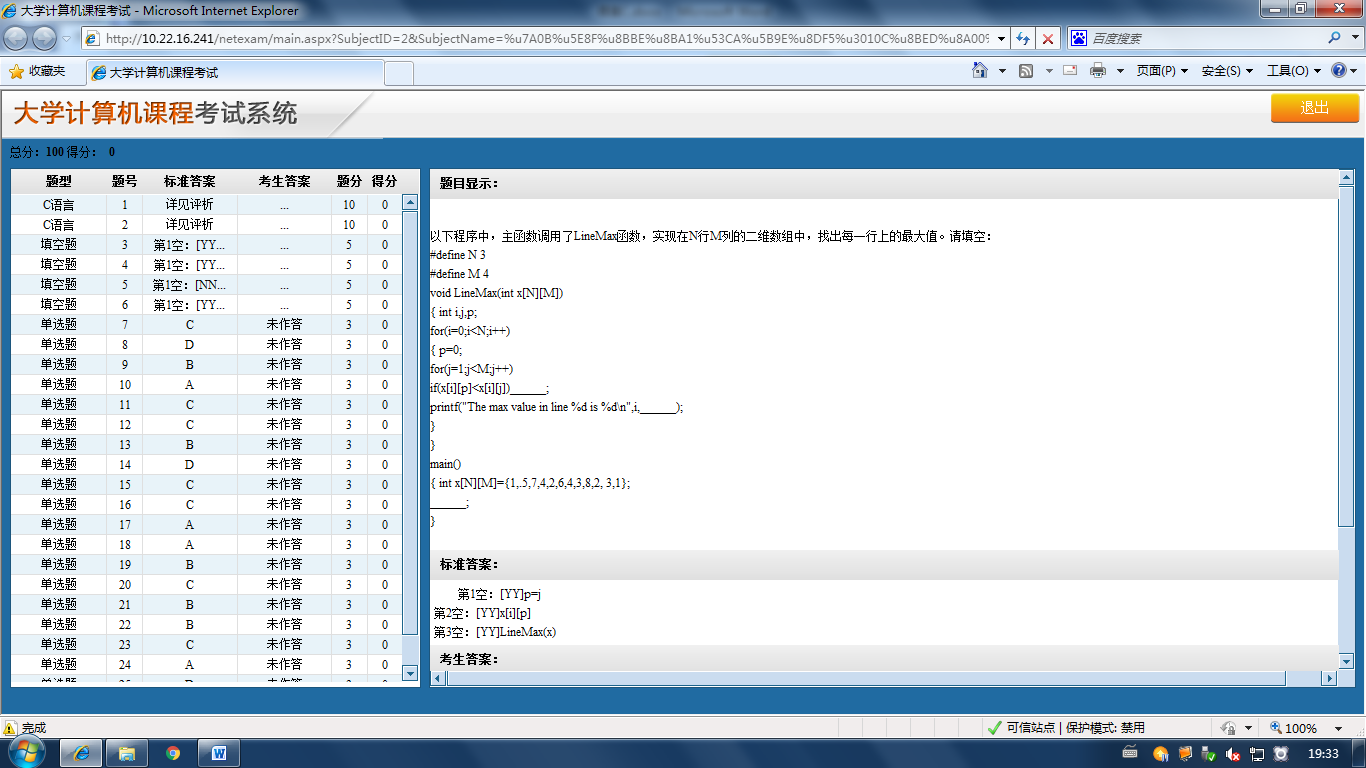 大学计算机课程考试 - Microsoft Internet Explorer
http://10.22.16.241/netexam/main.aspx?SubjectID=2&SubjectName=%u7A0B%u5E8F%u8BBE%u8BA1%u53CA%u5B9E%u8DF5%u3010C%u8BED%u8A00%
百度搜索
收藏夹
大学计算机课程考试
页面(P)
安全(S)
工具(O)
大学计算机课程考试系统
退出
总分：100 得分： 0
题型 题号 标准答案 考生答案 题分 得分
C语言 1 详见评析 ... 10 0
C语言 2 详见评析 ... 10 0
填空题 3 第1空：[YY... ... 5 0
填空题 4 第1空：[YY... ... 5 0
填空题 5 第1空：[NN... ... 5 0
填空题 6 第1空：[YY... ... 5 0
单选题 7 C 未作答 3 0
单选题 8 D 未作答 3 0
单选题 9 B 未作答 3 0
单选题 10 A 未作答 3 0
单选题 11 C 未作答 3 0
单选题 12 C 未作答 3 0
单选题 13 B 未作答 3 0
单选题 14 D 未作答 3 0
单选题 15 C 未作答 3 0
单选题 16 C 未作答 3 0
单选题 17 A 未作答 3 0
单选题 18 A 未作答 3 0
单选题 19 B 未作答 3 0
单选题 20 C 未作答 3 0
单选题 21 B 未作答 3 0
单选题 22 B 未作答 3 0
单选题 23 C 未作答 3 0
单选题 24 A 未作答 3 0
题目显示：
以下程序中，主函数调用了LineMax函数，实现在N行M列的二维数组中，找出每一行上的最大值。请填空：
#define N 3
#define M 4
void LineMax(int x[N][M])
{ int i,j,p;
for(i=0;i<N;i++)
{ p=0;
for(j=1;j<M;j++)
if(x[i][p]<x[i][j])______;
printf("The max value in line %d is %d\n",i,______);
}
}
main()
{ int x[N][M]={1,.5,7,4,2,6,4,3,8,2, 3,1};
______;
}
标准答案：
第1空：[YY]p=j
第2空：[YY]x[i][p]
第3空：[YY]LineMax(x)
考生答案：
完成
可信站点 | 保护模式: 禁用
100%
19:33